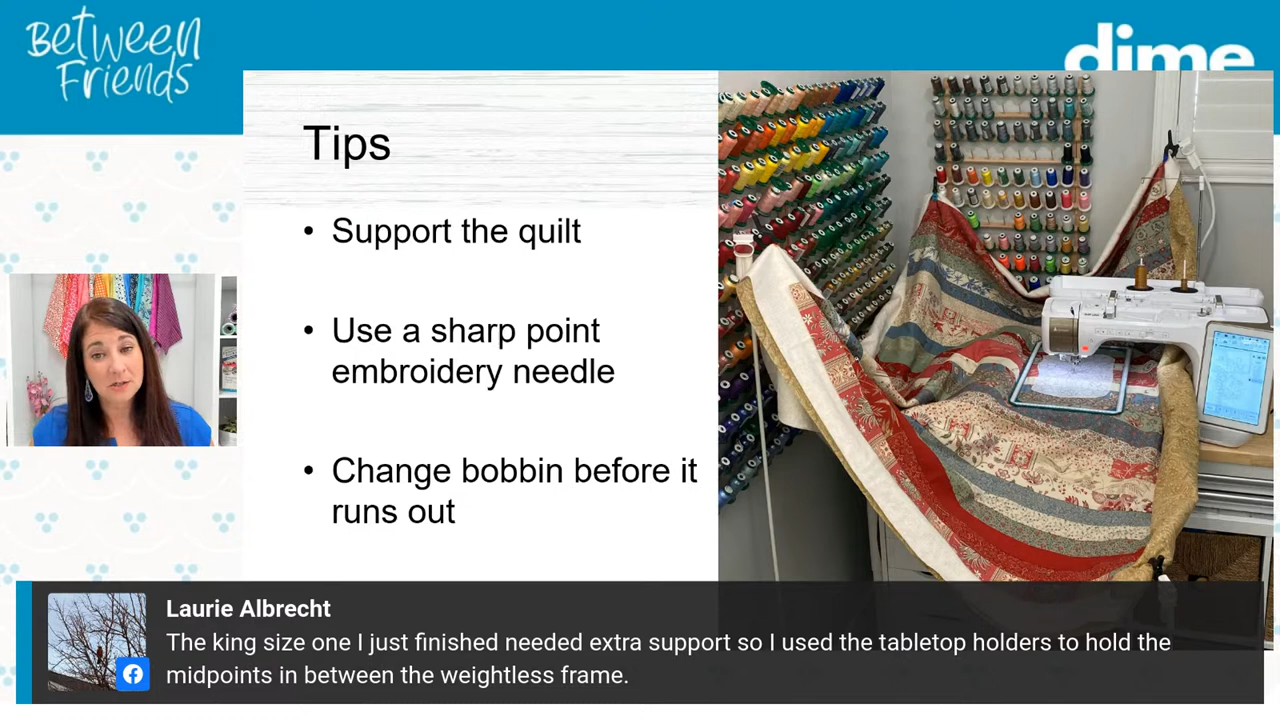 Between
Friends
dime
Tips
• Support the quilt
• Use a sharp point
embroidery needle
• Change bobbin before it
runs out
Laurie Albrecht
The king size one I just finished needed extra support so I used the tabletop holders to hold the
midpoints in between the weightless frame.